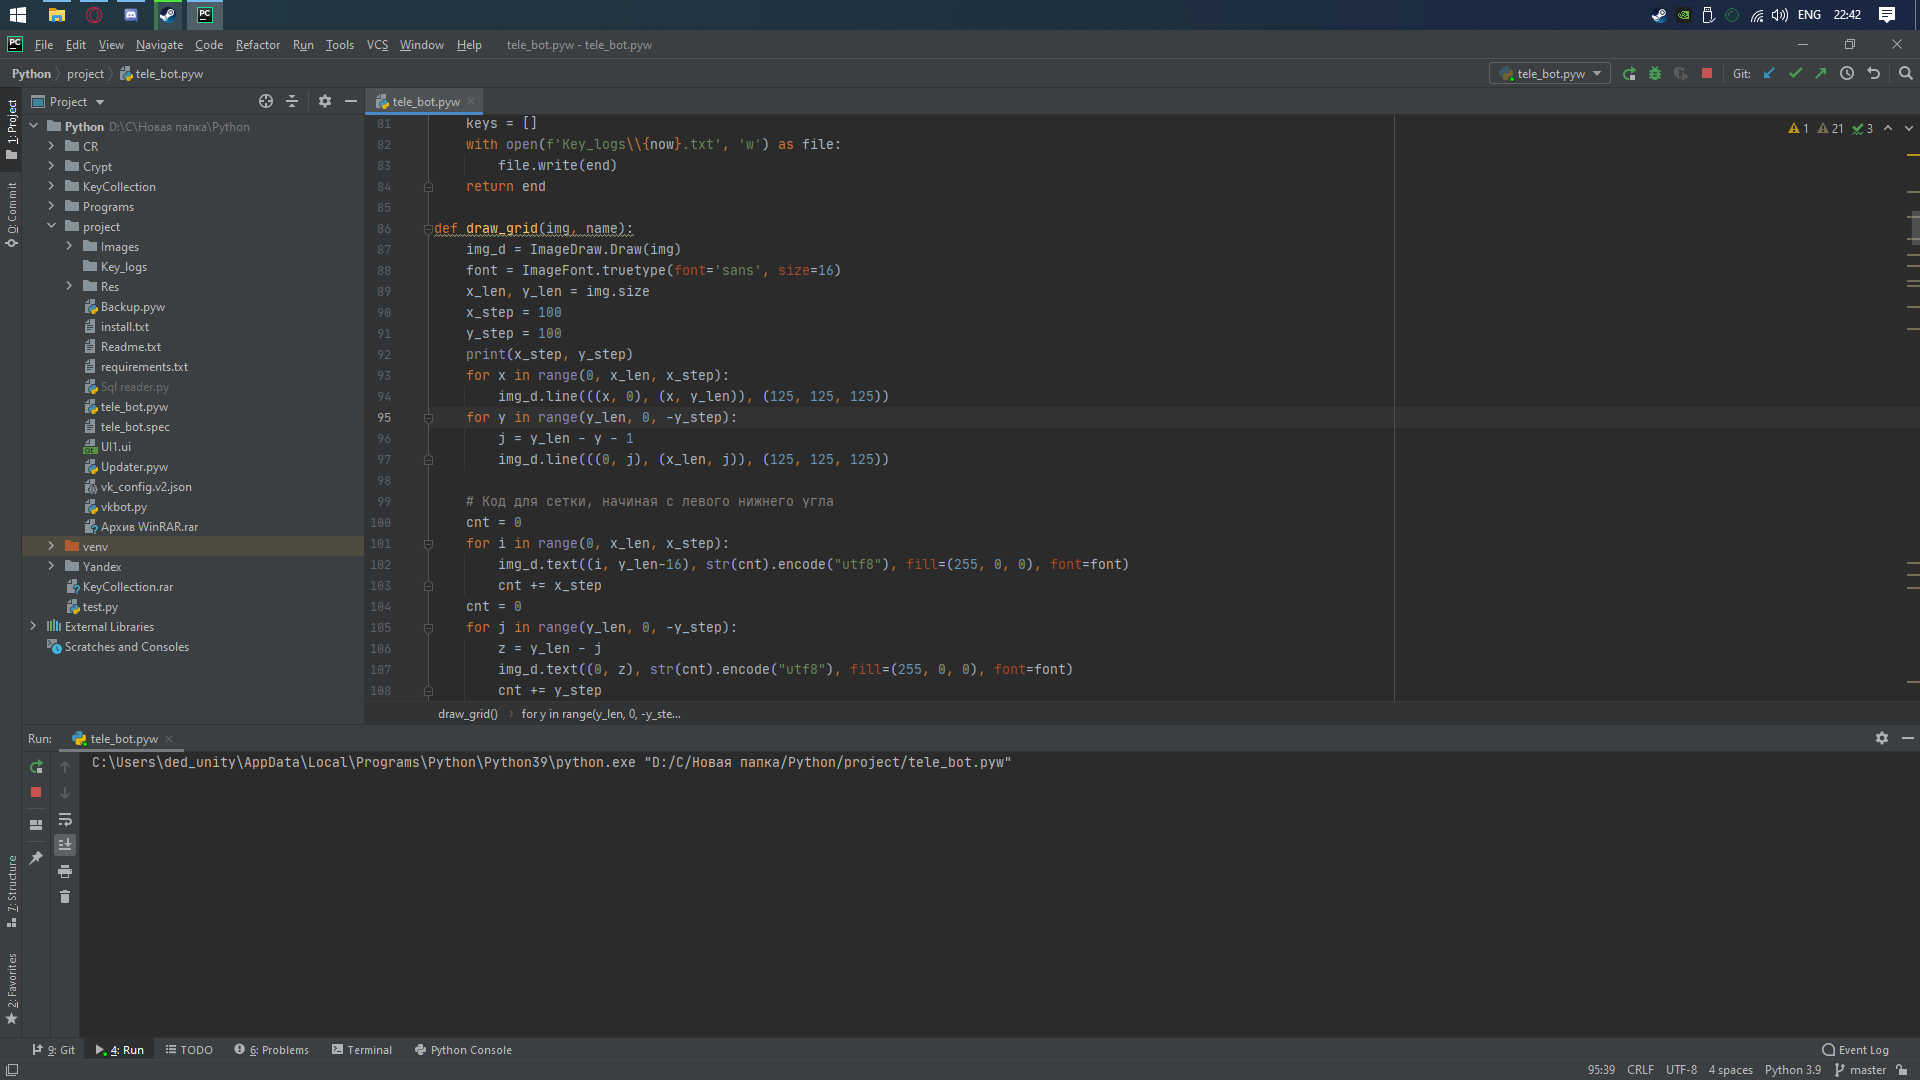 ENG 22:42
PC File Edit View Navigate Code Refactor Run Tools VCS Window Help tele_bot.pyw - tele_bot.pyw
Python project tele_bot.pyw
tele_bot.pyw Git:
Project
tele_bot.pyw
1: Project
0: Commit
7: Structure
2: Favorites
Python D:\C\Новая папка\Python
CR
Crypt
KeyCollection
Programs
project
Images
Key_logs
Res
Backup.pyw
install.txt
Readme.txt
requirements.txt
Sql reader.py
tele_bot.pyw
tele_bot.spec
UI1.ui
Updater.pyw
vk_config.v2.json
vkbot.py
Архив WinRAR.rar
venv
Yandex
KeyCollection.rar
test.py
External Libraries
Scratches and Consoles
1 21 3
81 keys = []
82 with open(f'Key_logs\\{now}.txt', 'w') as file:
83 file.write(end)
84 return end
85
86 def draw_grid(img, name):
87 img_d = ImageDraw.Draw(img)
88 font = ImageFont.truetype(font='sans', size=16)
89 x_len, y_len = img.size
90 x_step = 100
91 y_step = 100
92 print(x_step, y_step)
93 for x in range(0, x_len, x_step):
94 img_d.line(((x, 0), (x, y_len)), (125, 125, 125))
95 for y in range(y_len, 0, -y_step):
96 j = y_len - y - 1
97 img_d.line(((0, j), (x_len, j)), (125, 125, 125))
98
99 # Код для сетки, начиная с левого нижнего угла
100 cnt = 0
101 for i in range(0, x_len, x_step):
102 img_d.text((i, y_len-16), str(cnt).encode("utf8"), fill=(255, 0, 0), font=font)
103 cnt += x_step
104 cnt = 0
105 for j in range(y_len, 0, -y_step):
106 z = y_len - j
107 img_d.text((0, z), str(cnt).encode("utf8"), fill=(255, 0, 0), font=font)
108 cnt += y_step
draw_grid() for y in range(y_len, 0, -y_ste...
Run: tele_bot.pyw
C:\Users\ded_unity\AppData\Local\Programs\Python\Python39\python.exe "D:/C/Новая папка/Python/project/tele_bot.pyw"
9: Git 4: Run TODO 6: Problems Terminal Python Console Event Log
95:39 CRLF UTF-8 4 spaces Python 3.9 master